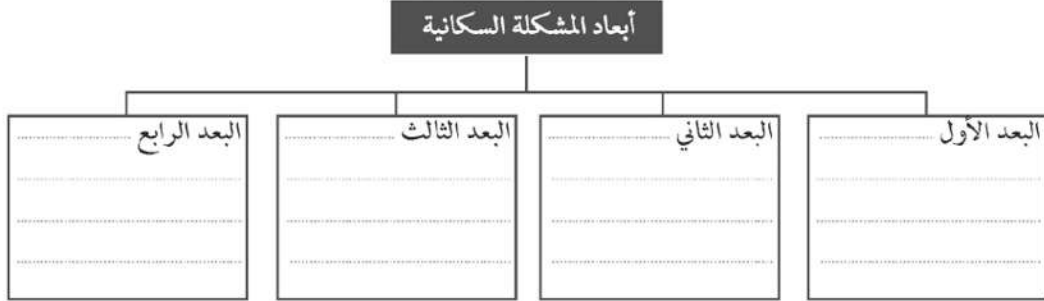 أبعاد المشكلة السكانية
البعد الأول
البعد الثاني
البعد الثالث
البعد الرابع